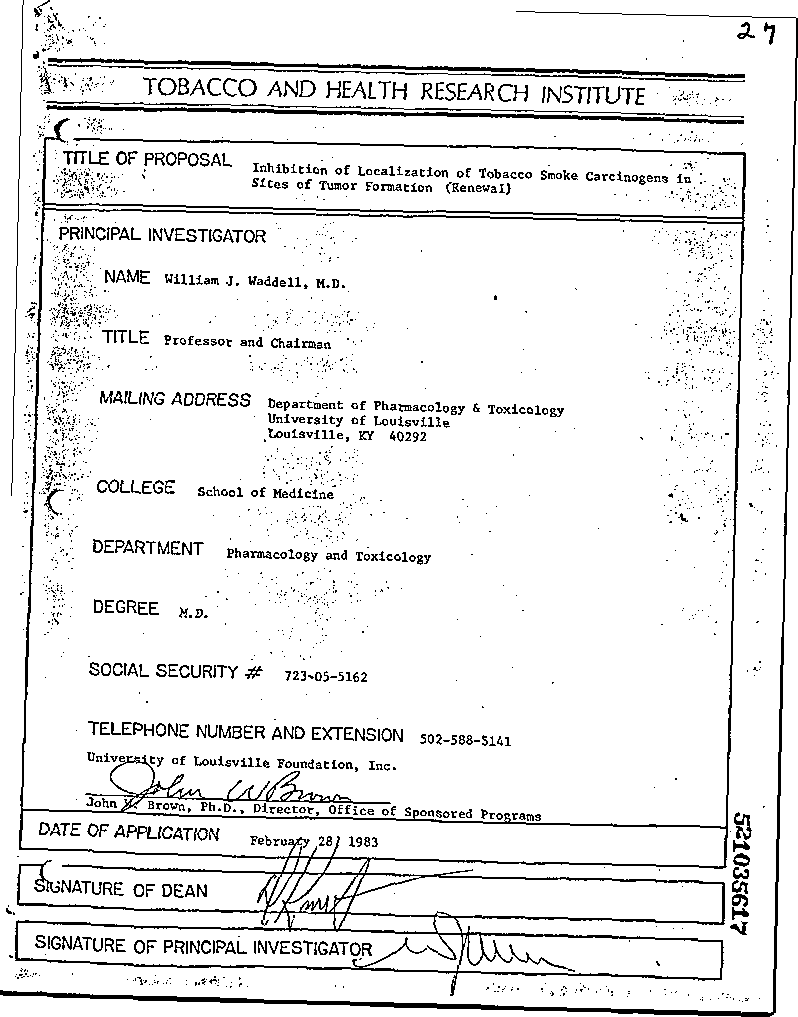 27
TOBACCO AND HEALTH RESEARCH INSTITUTE
TITLE OF PROPOSAL Inhibition of Localization of Tobacco Smoke Carcinogens in
Sites of Tumor Formation (Renewal)
PRINCIPAL INVESTIGATOR
NAME William J. Waddell, M.D.
TITLE Professor and Chairman
MAILING ADDRESS Department of Pharmacology & Toxicology
University of Louisville
Louisville, KY 40292
COLLEGE School of Medicine
DEPARTMENT Pharmacology and Toxicology
DEGREE M.D.
SOCIAL SECURITY # 723-05-5162
TELEPHONE NUMBER AND EXTENSION 502-588-5141
University of Louisville Foundation, Inc.
John W Brown
John W. Brown, Ph.D., Director, Office of Sponsored Programs
DATE OF APPLICATION February 28, 1983
SIGNATURE OF DEAN
SIGNATURE OF PRINCIPAL INVESTIGATOR
521035617